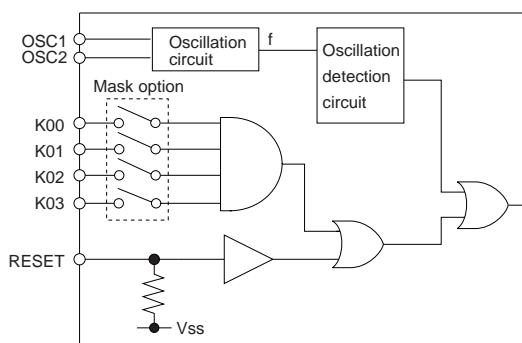 OSC1
OSC2
Oscillation
circuit
f
Oscillation
detection
circuit
Mask option
K00
K01
K02
K03
RESET
Vss